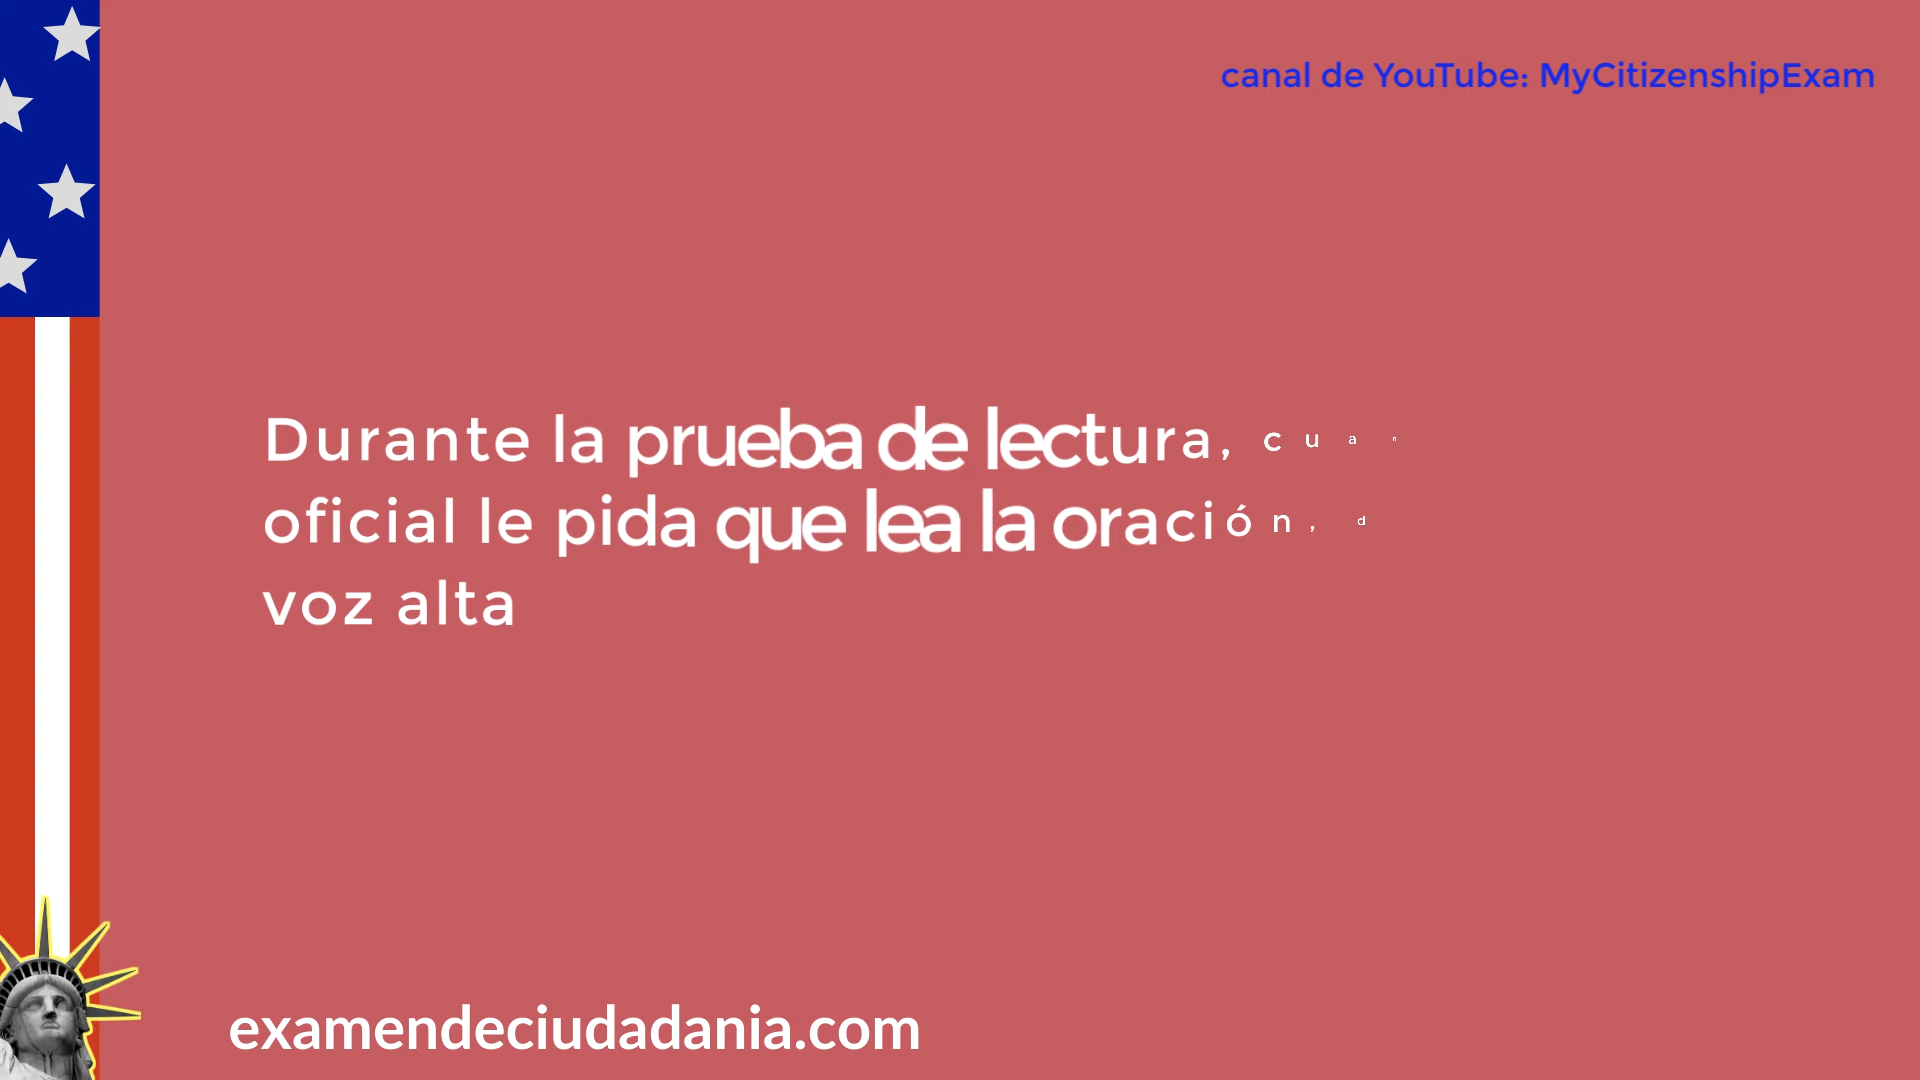 canal de YouTube: MyCitizenshipExam
Durante la prueba de lectura, cuan
oficial le pida que lea la oración, d
voz alta
examendeciudadania.com